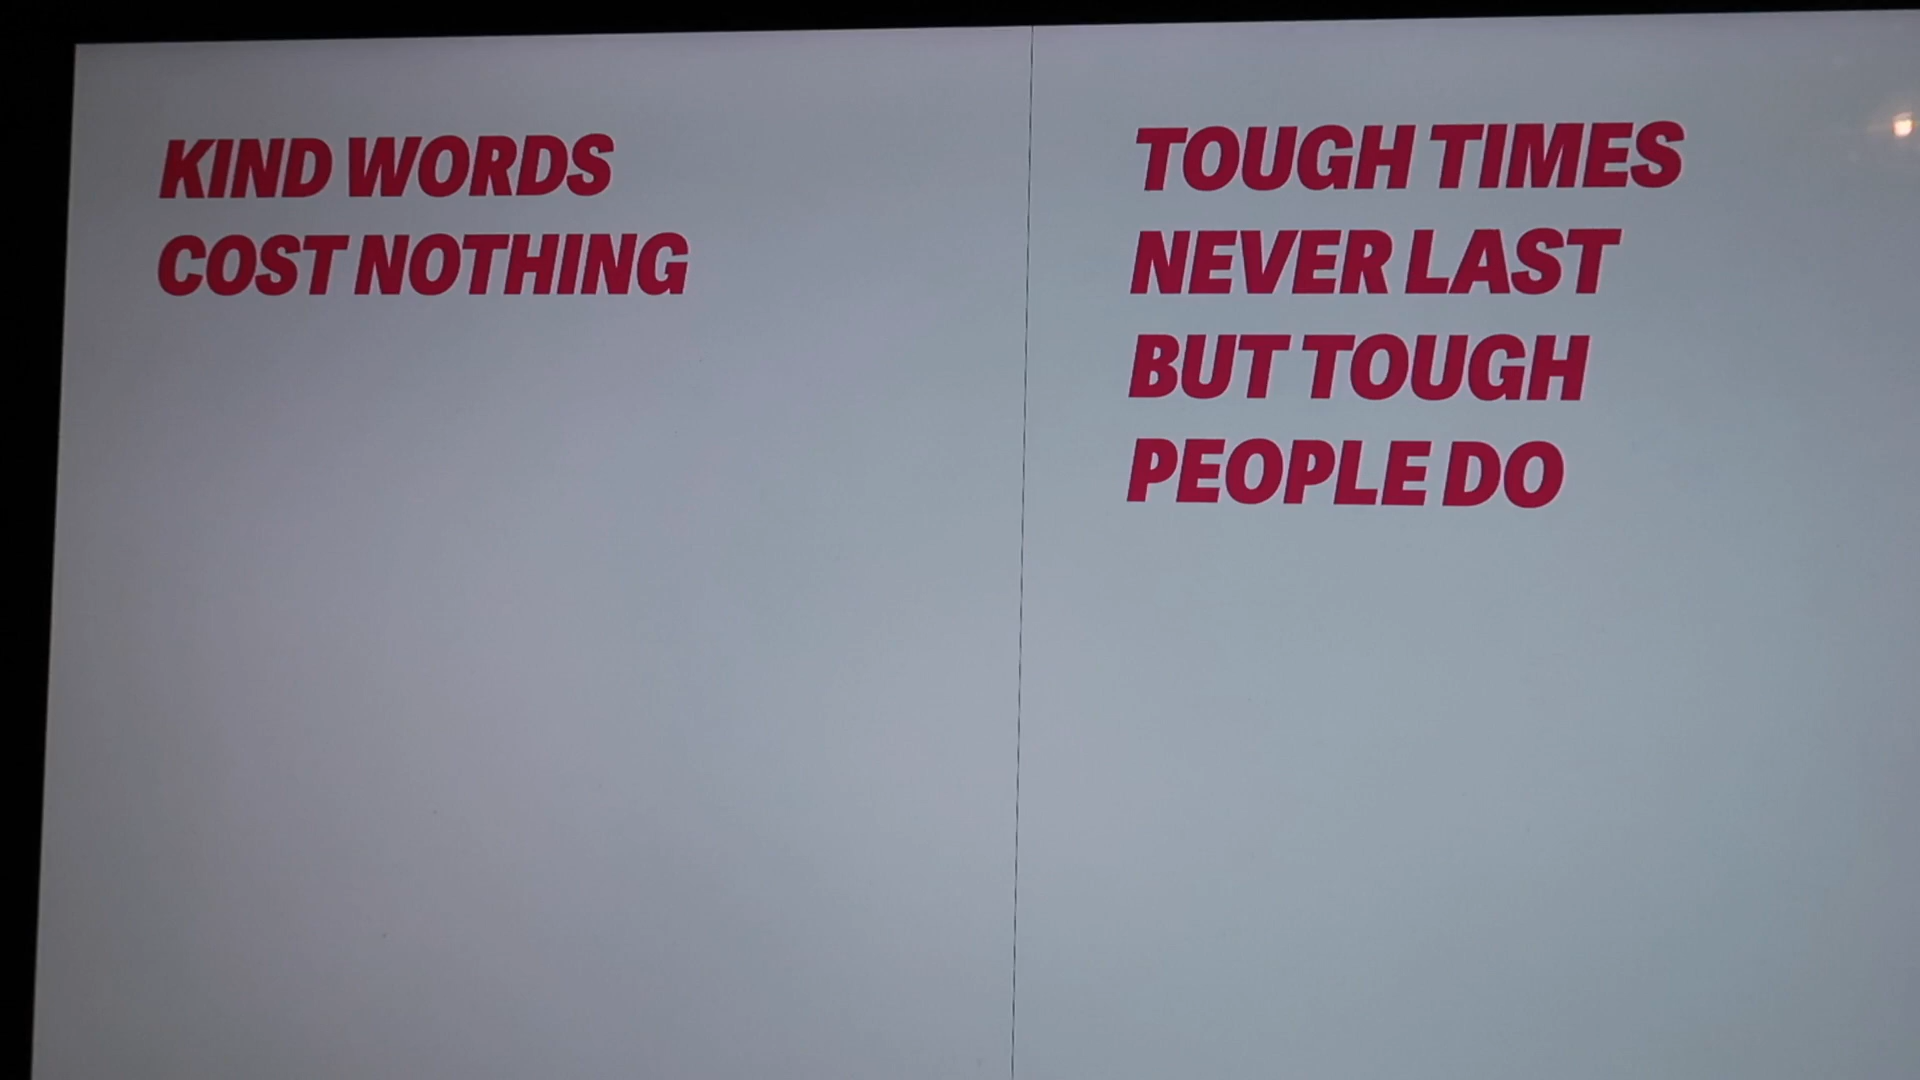 KIND WORDS
COST NOTHING
TOUGH TIMES
NEVER LAST
BUT TOUGH
PEOPLE DO